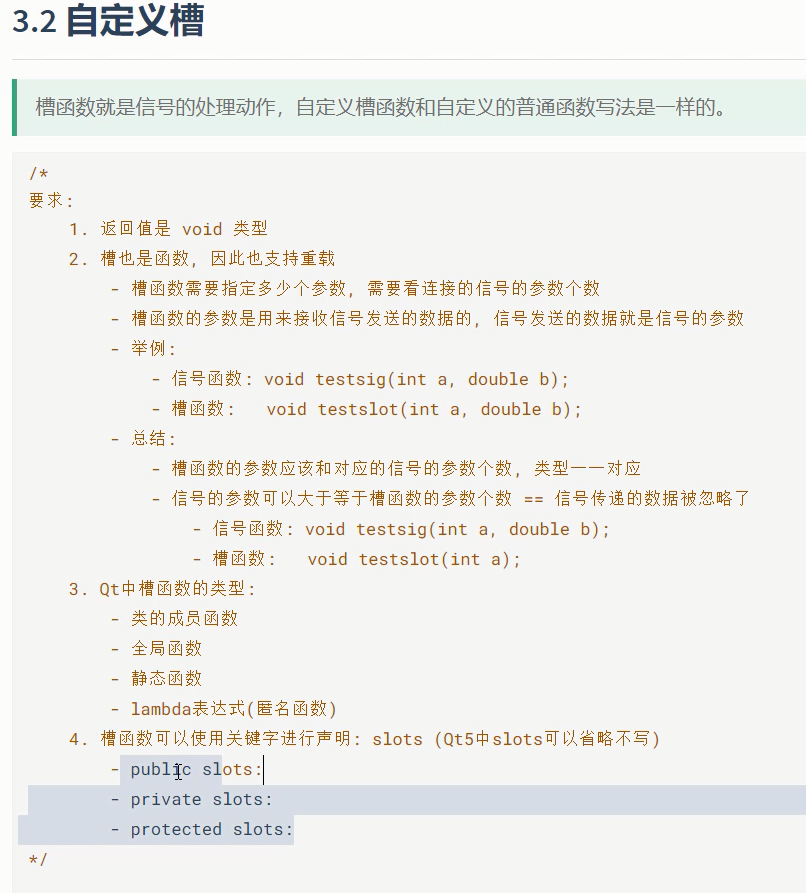 3.2 自定义槽
槽函数就是信号的处理动作，自定义槽函数和自定义的普通函数写法是一样的。
/*
要求:
1. 返回值是 void 类型
2. 槽也是函数, 因此也支持重载
- 槽函数需要指定多少个参数, 需要看连接的信号的参数个数
- 槽函数的参数是用来接收信号发送的数据的, 信号发送的数据就是信号的参数
- 举例:
- 信号函数: void testsig(int a, double b);
- 槽函数:   void testslot(int a, double b);
- 总结:
- 槽函数的参数应该和对应的信号的参数个数, 类型一一对应
- 信号的参数可以大于等于槽函数的参数个数 == 信号传递的数据被忽略了
- 信号函数: void testsig(int a, double b);
- 槽函数:   void testslot(int a);
3. Qt中槽函数的类型:
- 类的成员函数
- 全局函数
- 静态函数
- lambda表达式(匿名函数)
4. 槽函数可以使用关键字进行声明: slots (Qt5中slots可以省略不写)
- public slots:
- private slots:
- protected slots:
*/